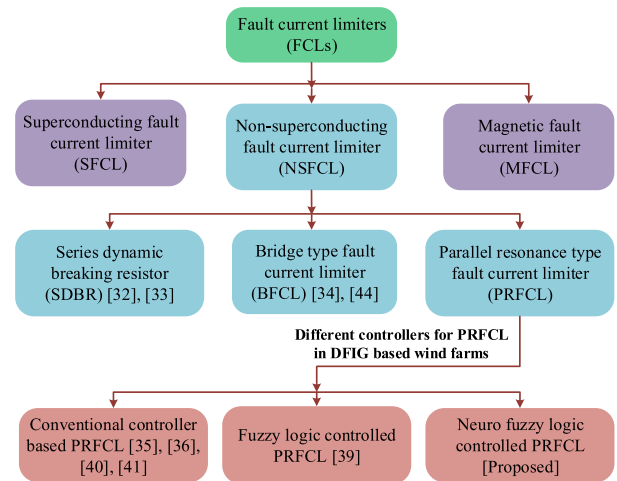 Fault current limiters
(FCLs)
Superconducting fault
current limiter
(SFCL)
Non-superconducting
fault current limiter
(NSFCL)
Magnetic fault
current limiter
(MFCL)
Series dynamic
breaking resistor
(SDBR) [32], [33]
Bridge type fault
current limiter
(BFCL) [34], [44]
Parallel resonance type
fault current limiter
(PRFCL)
Different controllers for PRFCL
in DFIG based wind farms
Conventional controller
based PRFCL [35], [36],
[40], [41]
Fuzzy logic controlled
PRFCL [39]
Neuro fuzzy logic
controlled PRFCL
[Proposed]